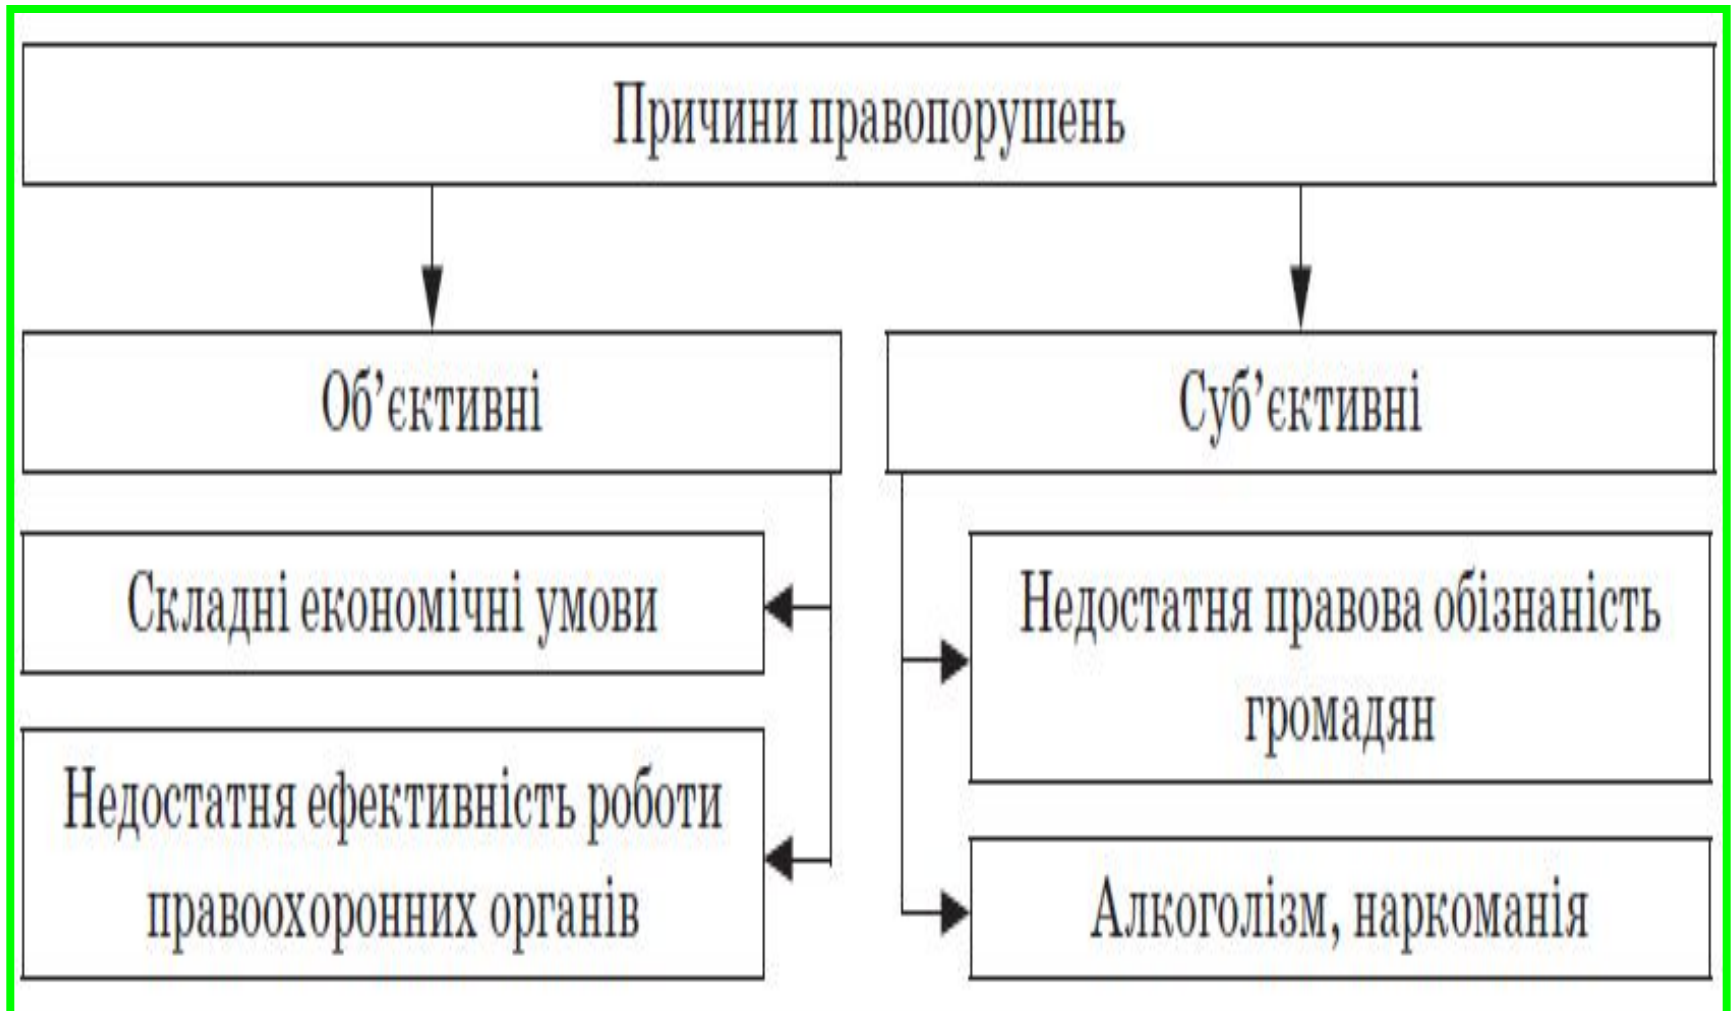 Причини правопорушень
Об’єктивні
Складні економічні умови
Недостатня ефективність роботи
правоохоронних органів
Суб’єктивні
Недостатня правова обізнаність
громадян
Алкоголізм, наркоманія